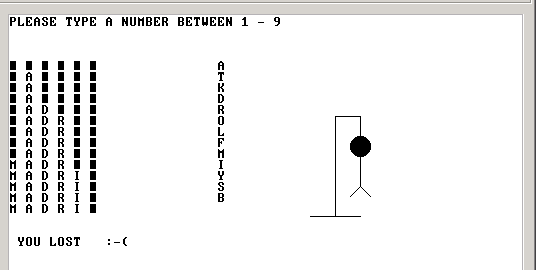 PLEASE TYPE A NUMBER BETWEEN 1 - 9
█ █ █ █ █ █ A
█ A █ █ █ █ T
█ A █ █ █ █ K
█ A █ █ █ █ D
█ A D █ █ █ R
█ A D R █ █ O
█ A D R █ █ L
█ A D R █ █ F
█ A D R █ █ M
M A D R █ █ I
M A D R I █ Y
M A D R I █ S
M A D R I █ B
M A D R I █
YOU LOST :-(